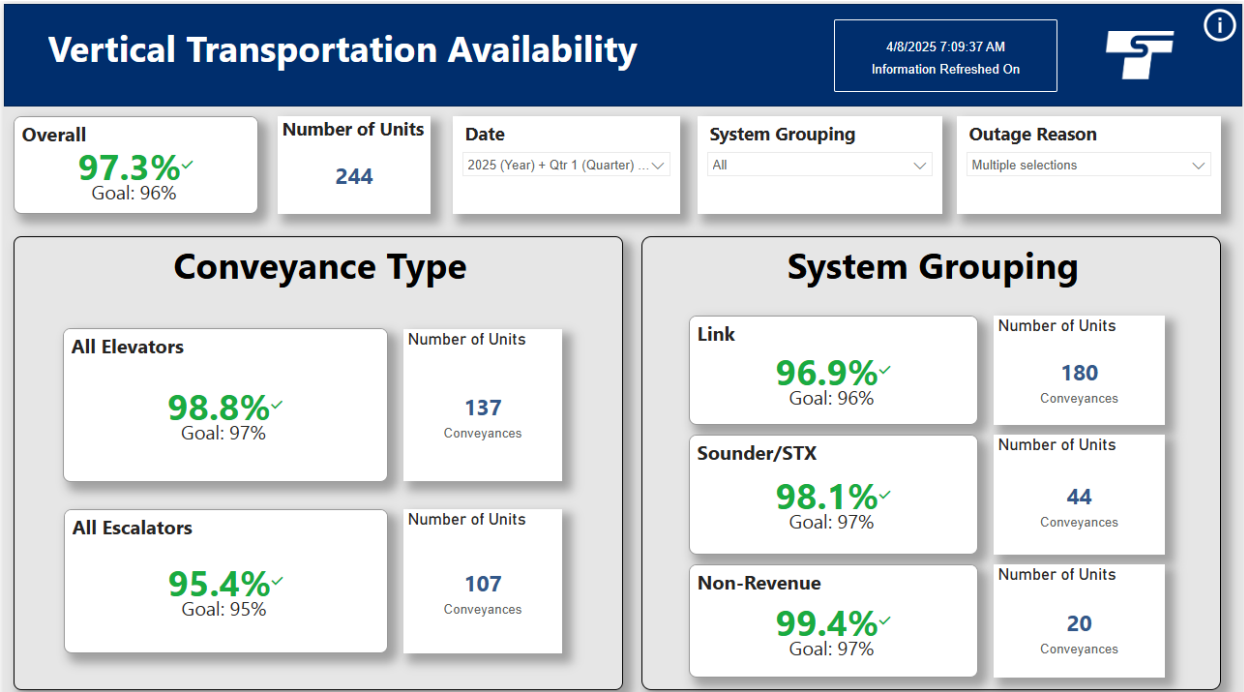 Vertical Transportation Availability
4/8/2025 7:09:37 AM
Information Refreshed On
i
Overall
97.3%
Goal: 96%
Number of Units
244
Date
2025 (Year) + Qtr 1 (Quarter) ...
System Grouping
All
Outage Reason
Multiple selections
Conveyance Type
All Elevators
98.8%
Goal: 97%
Number of Units
137
Conveyances
All Escalators
95.4%
Goal: 95%
Number of Units
107
Conveyances
System Grouping
Link
96.9%
Goal: 96%
Number of Units
180
Conveyances
Sounder/STX
98.1%
Goal: 97%
Number of Units
44
Conveyances
Non-Revenue
99.4%
Goal: 97%
Number of Units
20
Conveyances